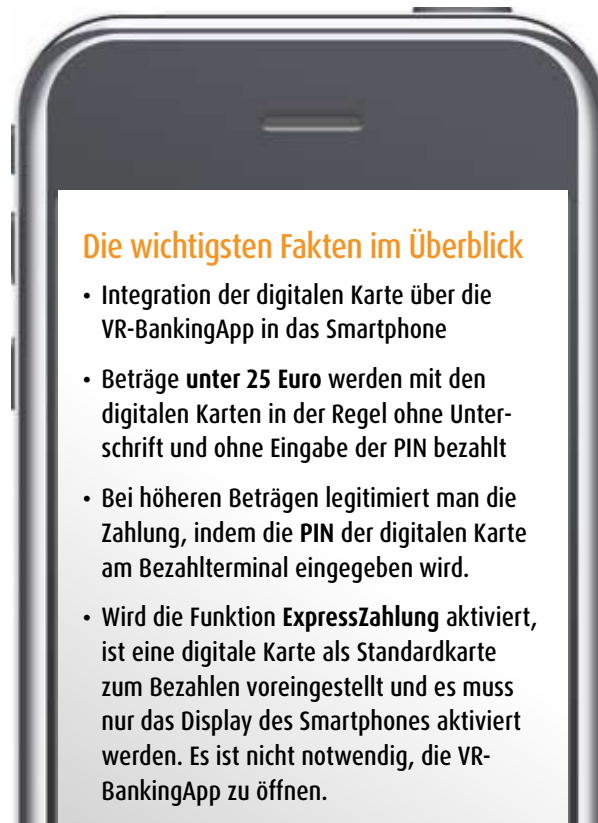 Die wichtigsten Fakten im Überblick
• Integration der digitalen Karte über die
VR-BankingApp in das Smartphone
• Beträge unter 25 Euro werden mit den
digitalen Karten in der Regel ohne Unter-
schrift und ohne Eingabe der PIN bezahlt
• Bei höheren Beträgen legitimiert man die
Zahlung, indem die PIN der digitalen Karte
am Bezahlterminal eingegeben wird.
• Wird die Funktion ExpressZahlung aktiviert,
ist eine digitale Karte als Standardkarte
zum Bezahlen voreingestellt und es muss
nur das Display des Smartphones aktiviert
werden. Es ist nicht notwendig, die VR-
BankingApp zu öffnen.